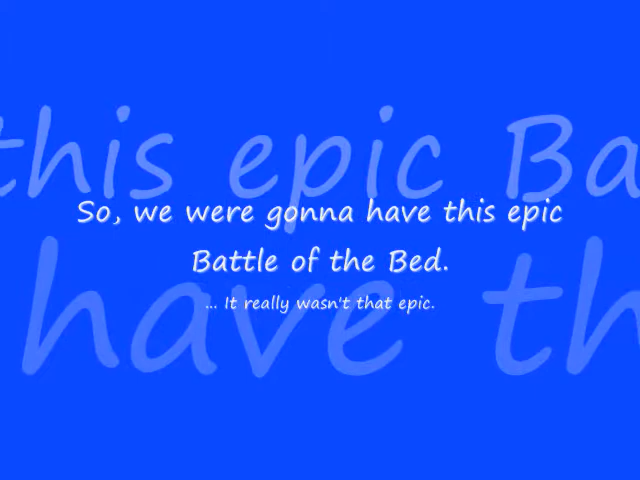 this epic Ba
So, we were gonna have this epic
Battle of the Bed.
... It really wasn't that epic.
have th